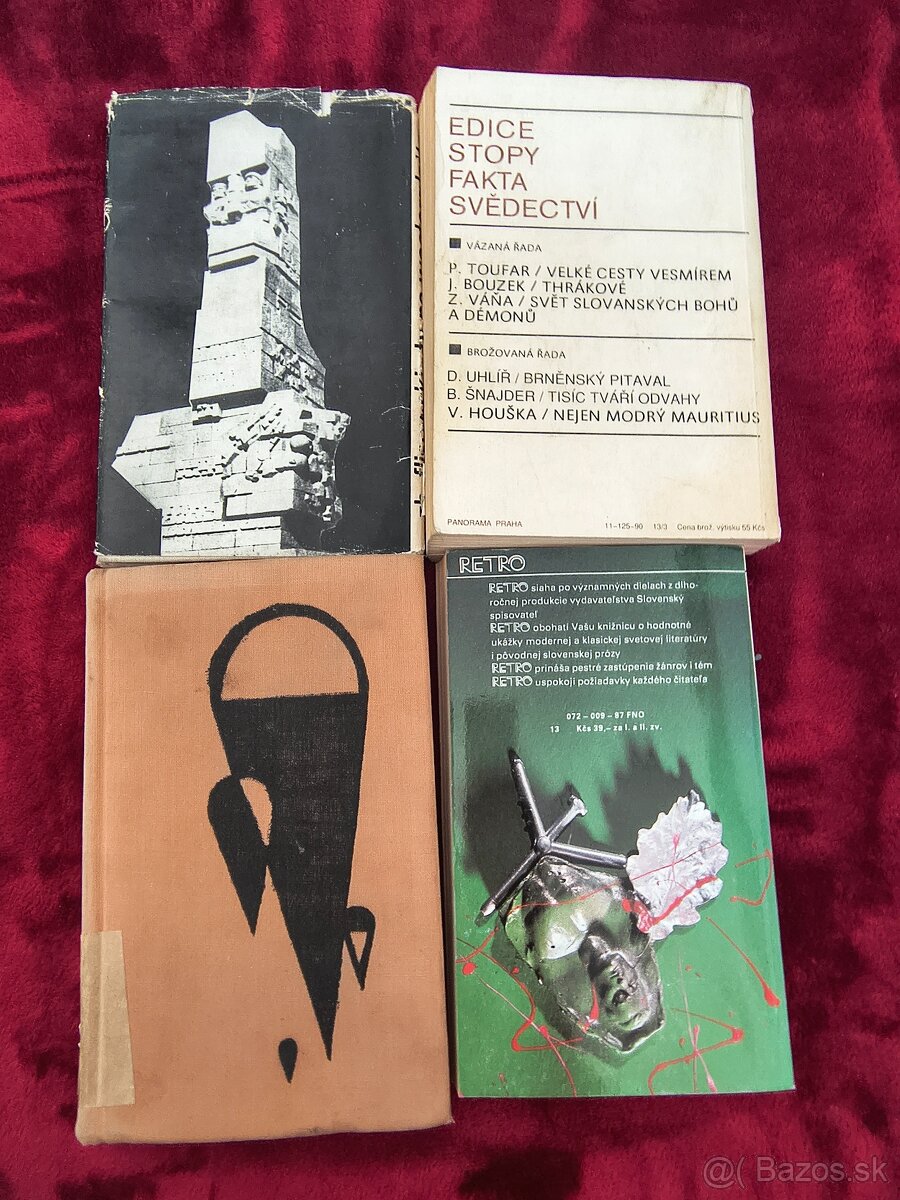 EDICE
STOPY
FAKTA
SVĚDECTVÍ
VÁZANÁ ŘADA
P. TOUFAR / VELKÉ CESTY VESMÍREM
J. BOUZEK / THRÁKOVÉ
Z. VÁŇA / SVĚT SLOVANSKÝCH BOHŮ
A DÉMONŮ
BROŽOVANÁ ŘADA
D. UHLÍŘ / BRNĚNSKÝ PITAVAL
B. ŠNAJDER / TISÍC TVÁŘÍ ODVAHY
V. HOUŠKA / NEJEN MODRÝ MAURITIUS
PANORAMA PRAHA 11-125-90 13/3 Cena brož. výtisku 55 Kčs
RETRO
RETRO siaha po významných dielach z dlho-
ročnej produkcie vydavateľstva Slovenský
spisovateľ
RETRO obohatí Vašu knižnicu o hodnotné
ukážky modernej a klasickej svetovej literatúry
i pôvodnej slovenskej prózy
RETRO prináša pestré zastúpenie žánrov i tém
RETRO uspokojí požiadavky každého čitateľa
072 – 009 – 87 FNO
13 Kčs 39,– za I. a II. zv.
@( Bazos.sk